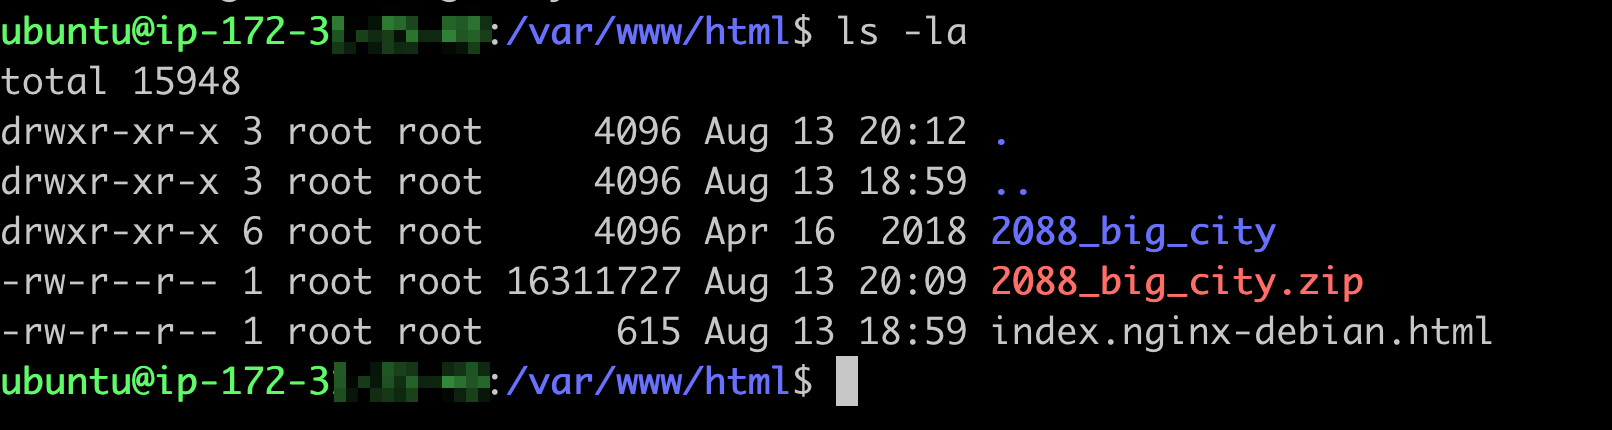 ubuntu@ip-172-3 :/var/www/html$ ls -la
total 15948
drwxr-xr-x 3 root root     4096 Aug 13 20:12 .
drwxr-xr-x 3 root root     4096 Aug 13 18:59 ..
drwxr-xr-x 6 root root     4096 Apr 16  2018 2088_big_city
-rw-r--r-- 1 root root 16311727 Aug 13 20:09 2088_big_city.zip
-rw-r--r-- 1 root root      615 Aug 13 18:59 index.nginx-debian.html
ubuntu@ip-172-3 :/var/www/html$